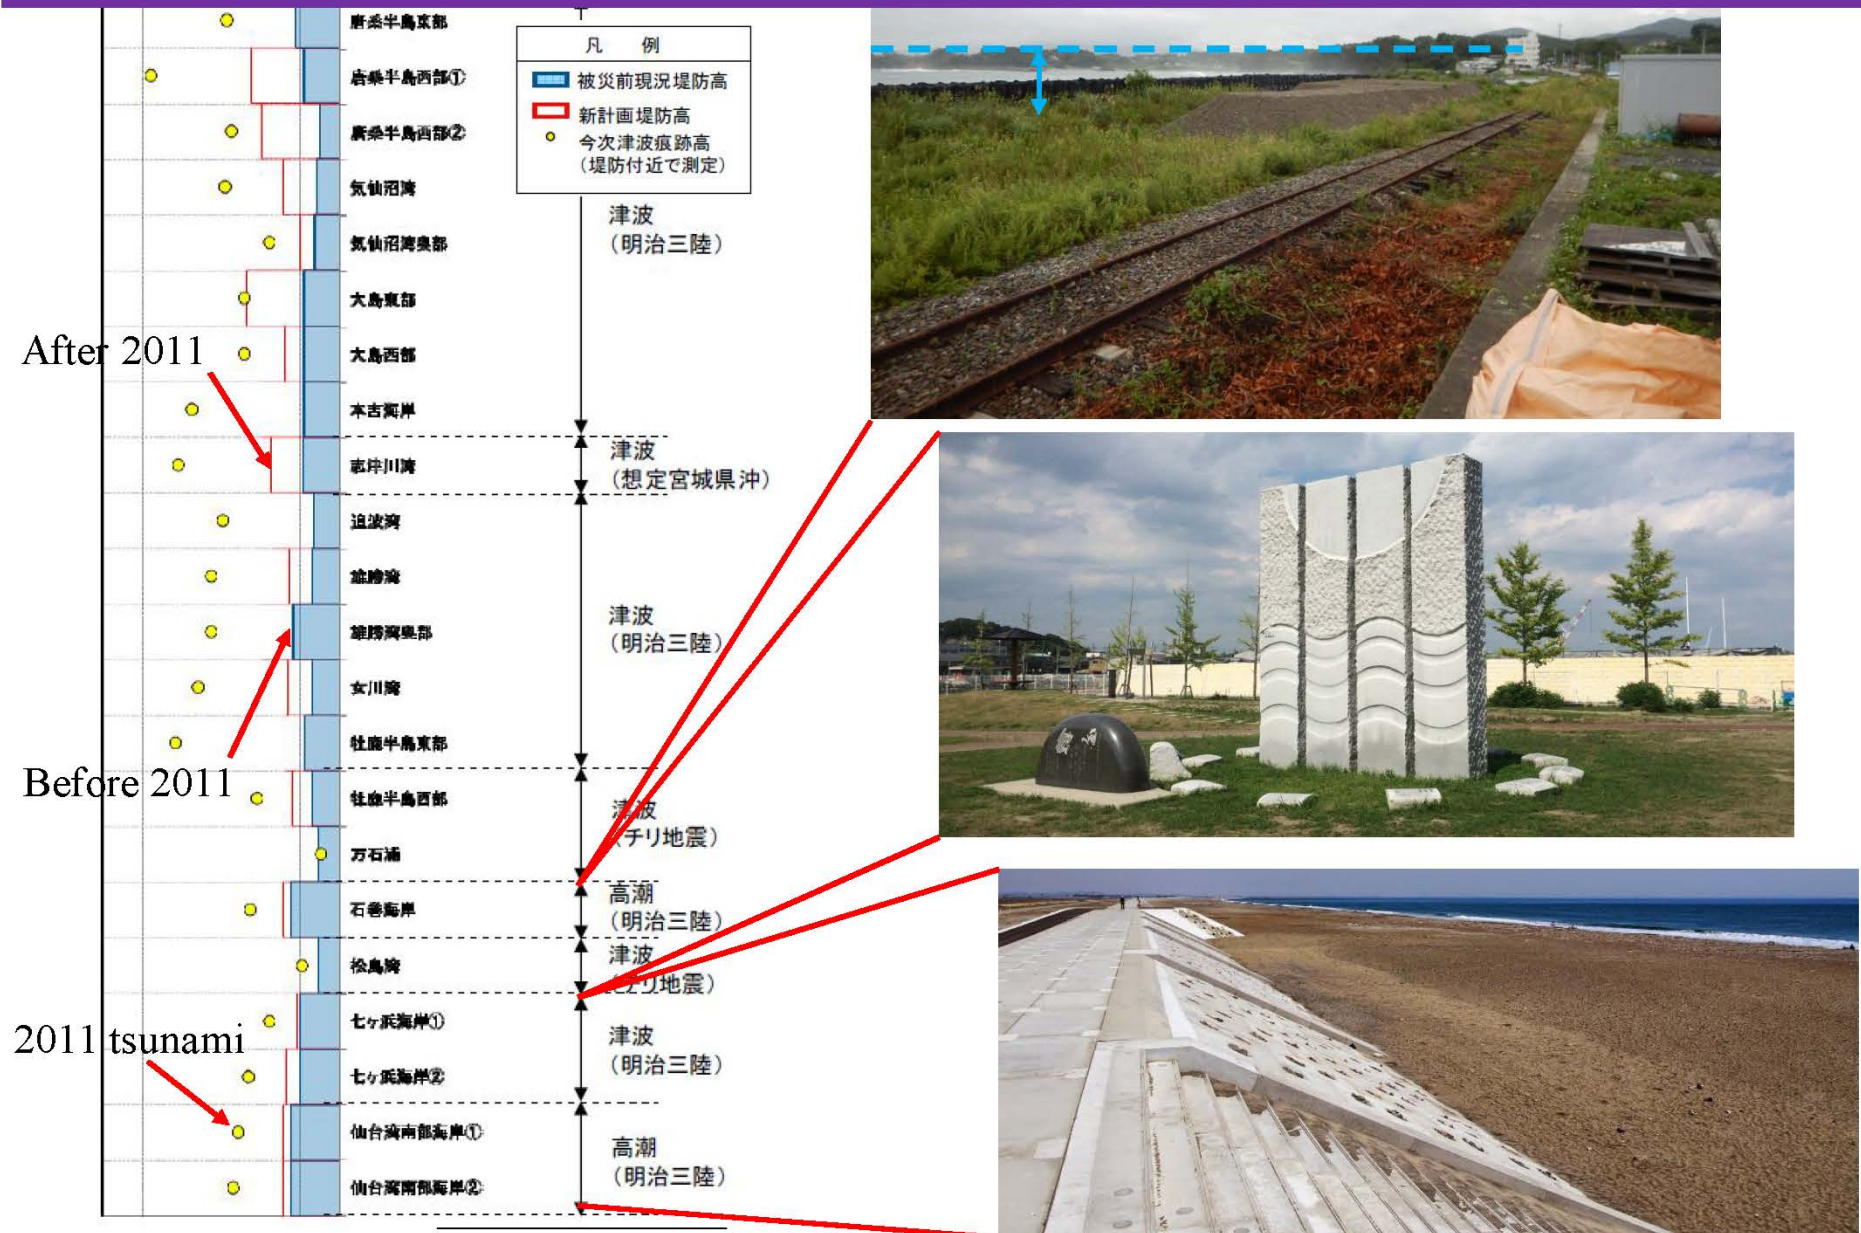 唐桑半島東部
唐桑半島西部①
唐桑半島西部②
気仙沼湾
気仙沼湾奥部
大島東部
大島西部
本吉海岸
志津川湾
追波湾
雄勝湾
雄勝湾奥部
女川湾
牡鹿半島東部
牡鹿半島西部
万石浦
石巻海岸
松島湾
七ヶ浜海岸①
七ヶ浜海岸②
仙台湾南部海岸①
仙台湾南部海岸②
凡 例
被災前現況堤防高
新計画堤防高
今次津波痕跡高
(堤防付近で測定)
津波
(明治三陸)
津波
(想定宮城県沖)
津波
(明治三陸)
津波
(チリ地震)
高潮
(明治三陸)
津波
(チリ地震)
津波
(明治三陸)
高潮
(明治三陸)
After 2011
Before 2011
2011 tsunami